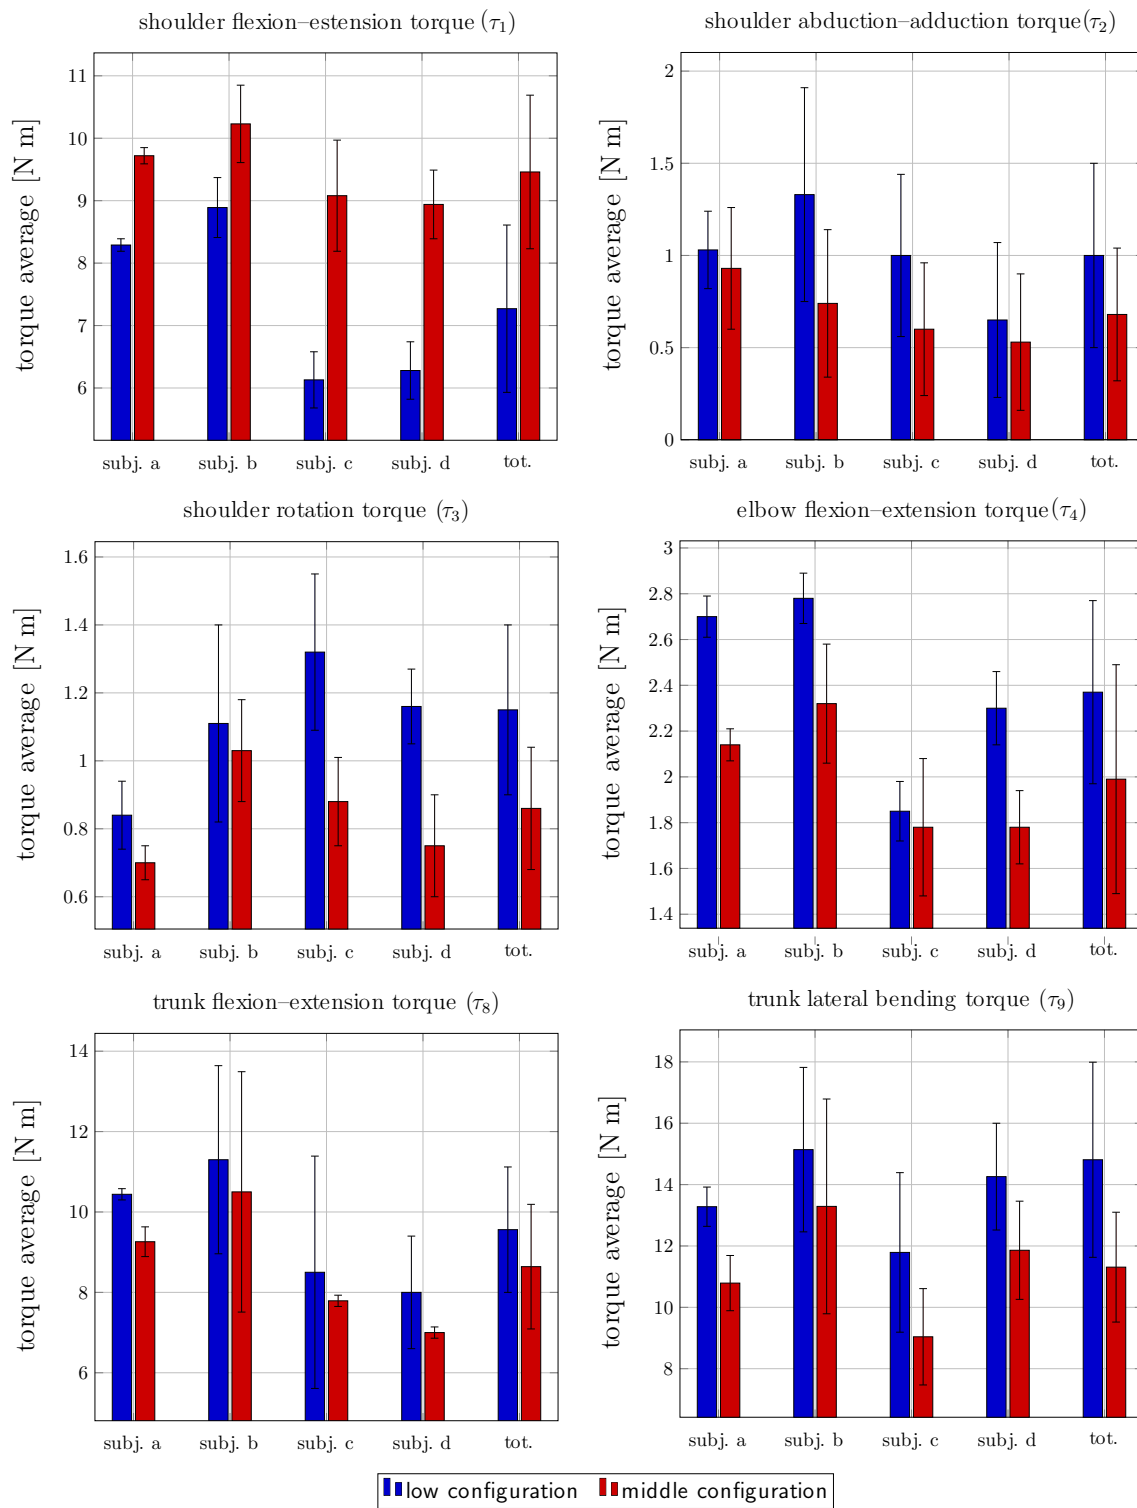 shoulder flexion–estension torque (τ1)
torque average [N m]
11
10
9
8
7
6
subj. a subj. b subj. c subj. d tot.
shoulder abduction–adduction torque(τ2)
torque average [N m]
2
1.5
1
0.5
0
subj. a subj. b subj. c subj. d tot.
shoulder rotation torque (τ3)
torque average [N m]
1.6
1.4
1.2
1
0.8
0.6
subj. a subj. b subj. c subj. d tot.
elbow flexion–extension torque(τ4)
torque average [N m]
3
2.8
2.6
2.4
2.2
2
1.8
1.6
1.4
subj. a subj. b subj. c subj. d tot.
trunk flexion–extension torque (τ8)
torque average [N m]
14
12
10
8
6
subj. a subj. b subj. c subj. d tot.
trunk lateral bending torque (τ9)
torque average [N m]
18
16
14
12
10
8
subj. a subj. b subj. c subj. d tot.
low configuration middle configuration